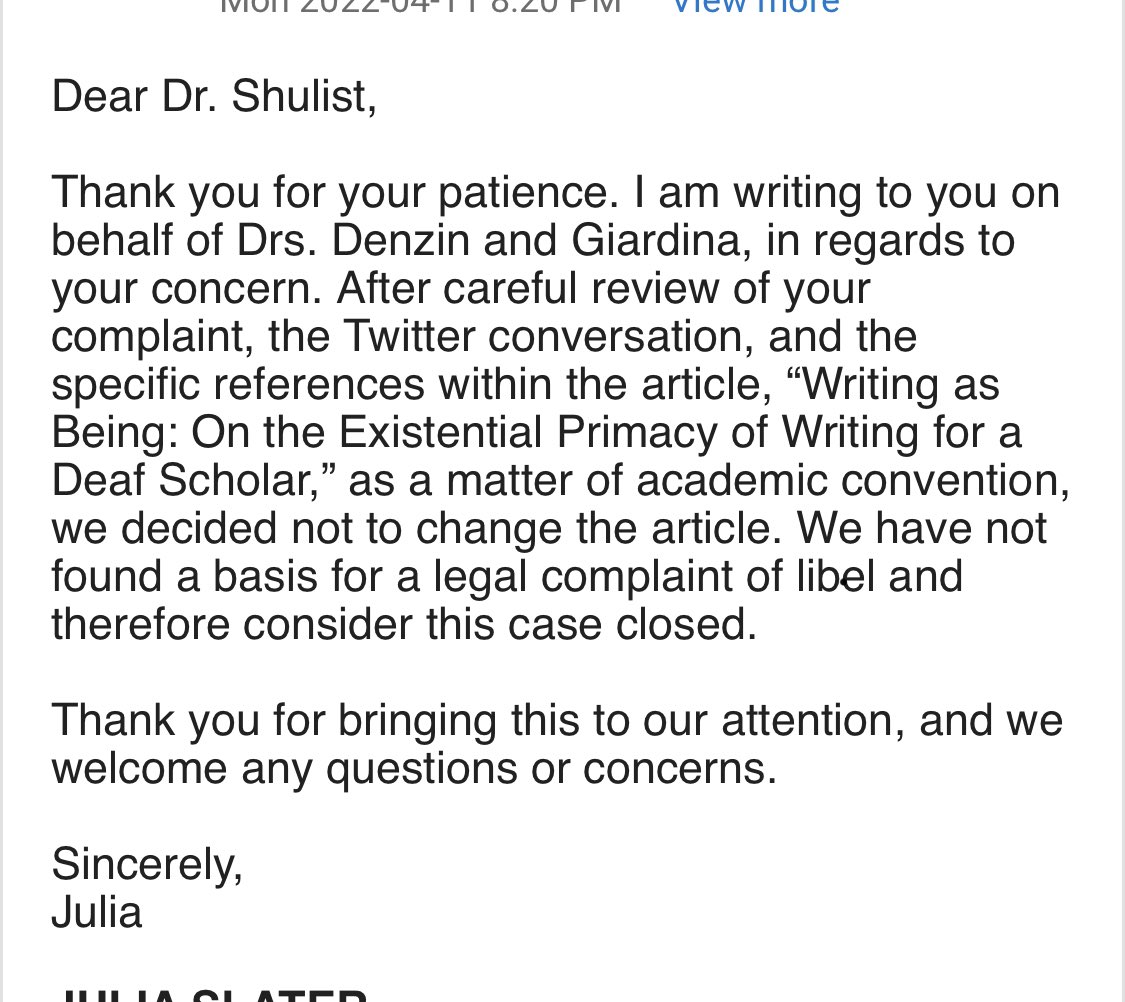 Mon 2022-04-11 8:20 PM View more
Dear Dr. Shulist,
Thank you for your patience. I am writing to you on
behalf of Drs. Denzin and Giardina, in regards to
your concern. After careful review of your
complaint, the Twitter conversation, and the
specific references within the article, “Writing as
Being: On the Existential Primacy of Writing for a
Deaf Scholar,” as a matter of academic convention,
we decided not to change the article. We have not
found a basis for a legal complaint of libel and
therefore consider this case closed.
Thank you for bringing this to our attention, and we
welcome any questions or concerns.
Sincerely,
Julia
JULIA SLATER